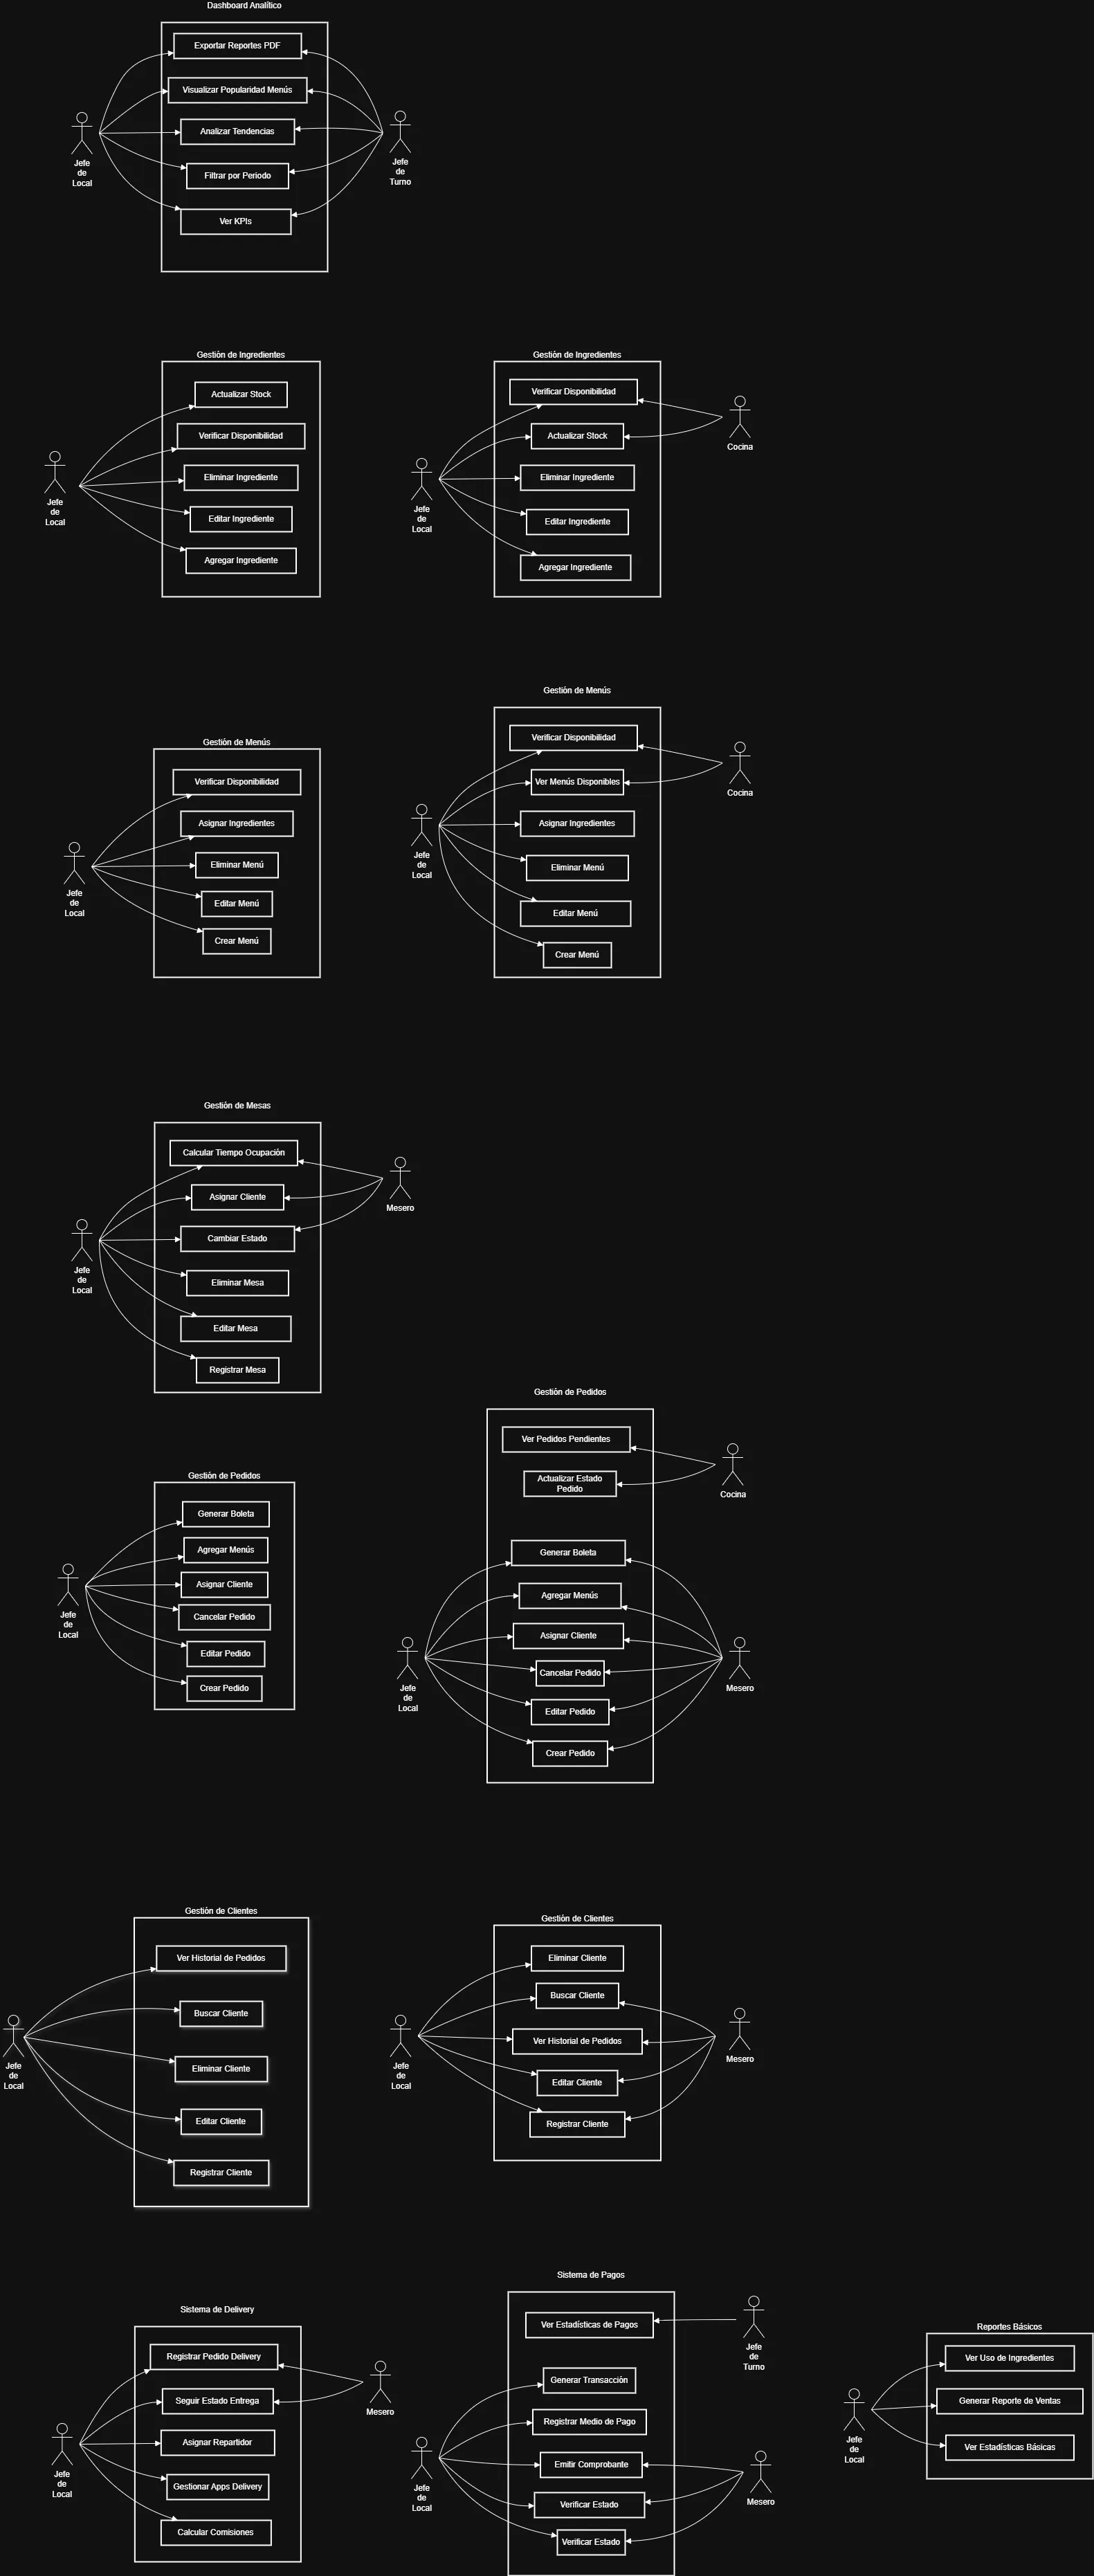 Dashboard Analítico
Exportar Reportes PDF
Visualizar Popularidad Menús
Analizar Tendencias
Filtrar por Periodo
Ver KPIs
Jefe
de
Local
Jefe
de
Turno
Gestión de Ingredientes
Actualizar Stock
Verificar Disponibilidad
Eliminar Ingrediente
Editar Ingrediente
Agregar Ingrediente
Jefe
de
Local
Gestión de Ingredientes
Verificar Disponibilidad
Actualizar Stock
Eliminar Ingrediente
Editar Ingrediente
Agregar Ingrediente
Jefe
de
Local
Cocina
Gestión de Menús
Verificar Disponibilidad
Asignar Ingredientes
Eliminar Menú
Editar Menú
Crear Menú
Jefe
de
Local
Gestión de Menús
Verificar Disponibilidad
Ver Menús Disponibles
Asignar Ingredientes
Eliminar Menú
Editar Menú
Crear Menú
Jefe
de
Local
Cocina
Gestión de Mesas
Calcular Tiempo Ocupación
Asignar Cliente
Cambiar Estado
Eliminar Mesa
Editar Mesa
Registrar Mesa
Jefe
de
Local
Mesero
Gestión de Pedidos
Generar Boleta
Agregar Menús
Asignar Cliente
Cancelar Pedido
Editar Pedido
Crear Pedido
Jefe
de
Local
Gestión de Pedidos
Ver Pedidos Pendientes
Actualizar Estado
Pedido
Generar Boleta
Agregar Menús
Asignar Cliente
Cancelar Pedido
Editar Pedido
Crear Pedido
Cocina
Jefe
de
Local
Mesero
Gestión de Clientes
Ver Historial de Pedidos
Buscar Cliente
Eliminar Cliente
Editar Cliente
Registrar Cliente
Jefe
de
Local
Gestión de Clientes
Eliminar Cliente
Buscar Cliente
Ver Historial de Pedidos
Editar Cliente
Registrar Cliente
Jefe
de
Local
Mesero
Sistema de Delivery
Registrar Pedido Delivery
Seguir Estado Entrega
Asignar Repartidor
Gestionar Apps Delivery
Calcular Comisiones
Jefe
de
Local
Mesero
Sistema de Pagos
Ver Estadísticas de Pagos
Generar Transacción
Registrar Medio de Pago
Emitir Comprobante
Verificar Estado
Verificar Estado
Jefe
de
Turno
Jefe
de
Local
Mesero
Reportes Básicos
Ver Uso de Ingredientes
Generar Reporte de Ventas
Ver Estadísticas Básicas
Jefe
de
Local